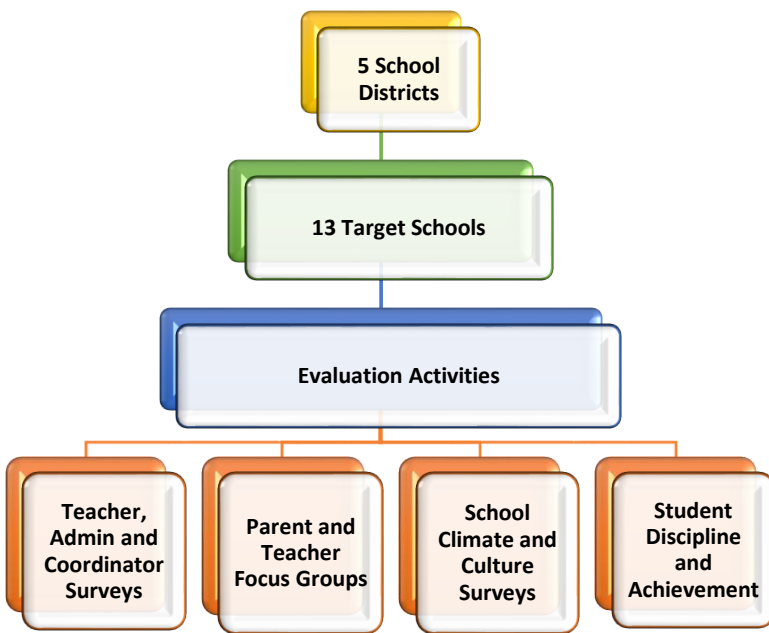 5 School
Districts
13 Target Schools
Evaluation Activities
Teacher,
Admin and
Coordinator
Surveys
Parent and
Teacher
Focus Groups
School
Climate and
Culture
Surveys
Student
Discipline
and
Achievement